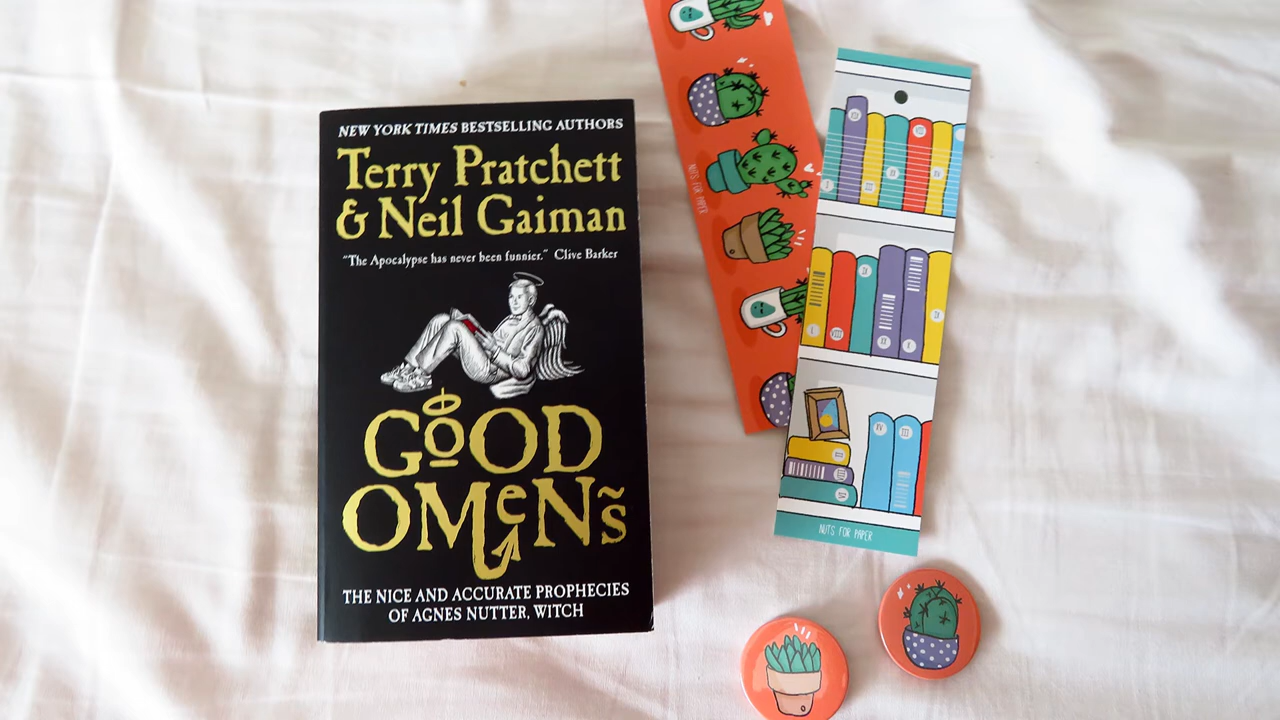 NEW YORK TIMES BESTSELLING AUTHORS
Terry Pratchett
& Neil Gaiman
“The Apocalypse has never been funnier.” Clive Barker
GOOD
OMeNs
THE NICE AND ACCURATE PROPHECIES
OF AGNES NUTTER, WITCH
NUTS FOR PAPER
NUTS FOR PAPER